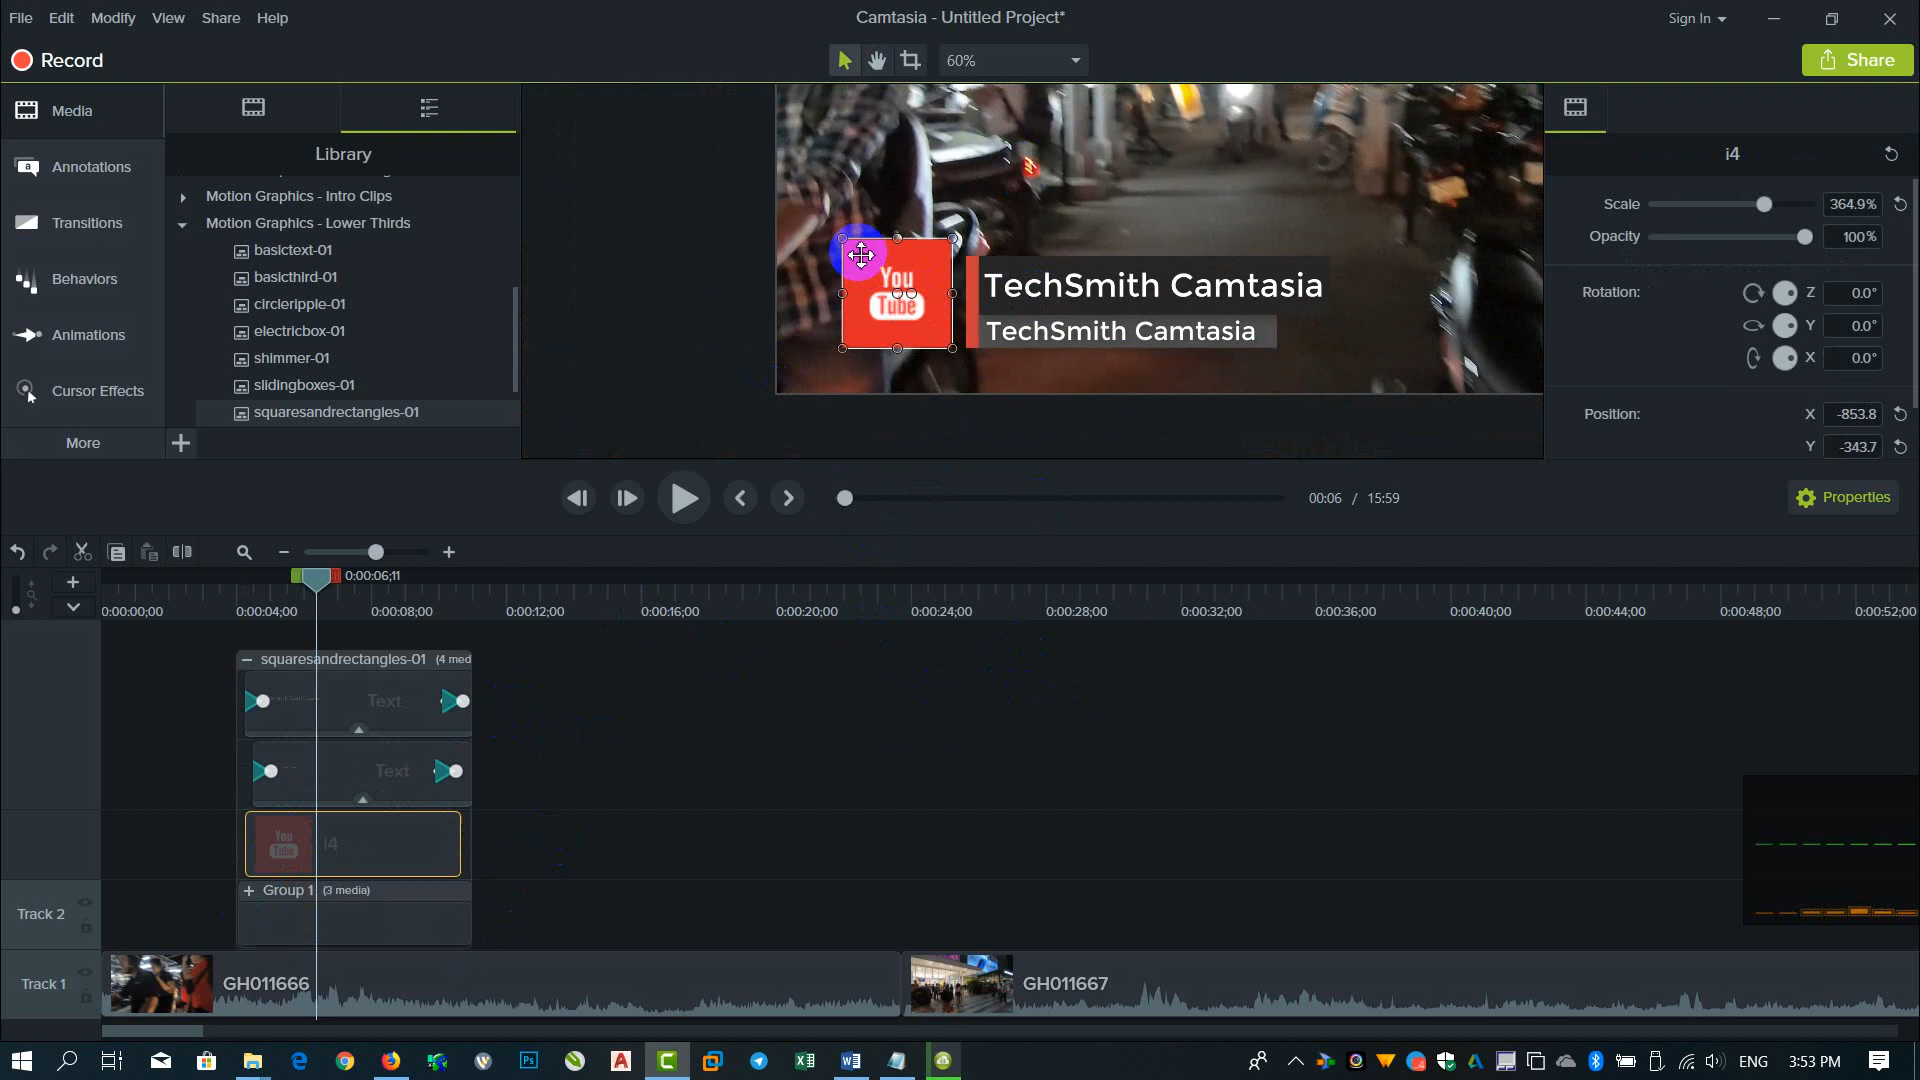 File Edit Modify View Share Help
Camtasia - Untitled Project*
Sign In
Record
60%
Share
Media
Annotations
Transitions
Behaviors
Animations
Cursor Effects
More
Library
Motion Graphics - Intro Clips
Motion Graphics - Lower Thirds
basictext-01
basicthird-01
circleripple-01
electricbox-01
shimmer-01
slidingboxes-01
squaresandrectangles-01
You
Tube
TechSmith Camtasia
TechSmith Camtasia
i4
Scale 364.9%
Opacity 100%
Rotation: Z 0.0°
Y 0.0°
X 0.0°
Position: X -853.8
Y -343.7
00:06 / 15:59
Properties
0:00:06;11
0:00:00;00 0:00:04;00 0:00:08;00 0:00:12;00 0:00:16;00 0:00:20;00 0:00:24;00 0:00:28;00 0:00:32;00 0:00:36;00 0:00:40;00 0:00:44;00 0:00:48;00 0:00:52;00
squaresandrectangles-01 (4 med
Text
Text
You
Tube
i4
Group 1 (3 media)
Track 2
Track 1
GH011666
GH011667
ENG
3:53 PM